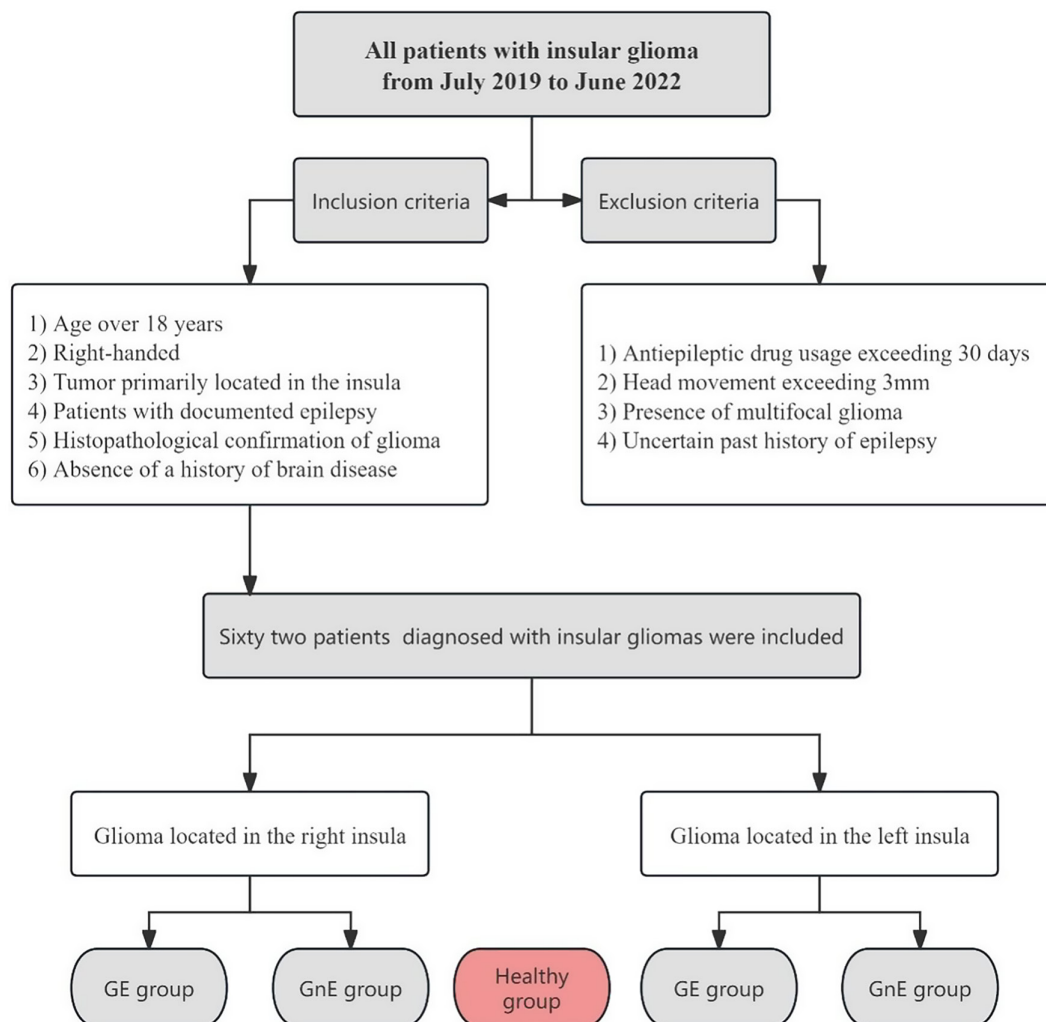 All patients with insular glioma
from July 2019 to June 2022
Inclusion criteria
Exclusion criteria
1) Age over 18 years
2) Right-handed
3) Tumor primarily located in the insula
4) Patients with documented epilepsy
5) Histopathological confirmation of glioma
6) Absence of a history of brain disease
1) Antiepileptic drug usage exceeding 30 days
2) Head movement exceeding 3mm
3) Presence of multifocal glioma
4) Uncertain past history of epilepsy
Sixty two patients  diagnosed with insular gliomas were included
Glioma located in the right insula
Glioma located in the left insula
GE group
GnE group
Healthy
group
GE group
GnE group